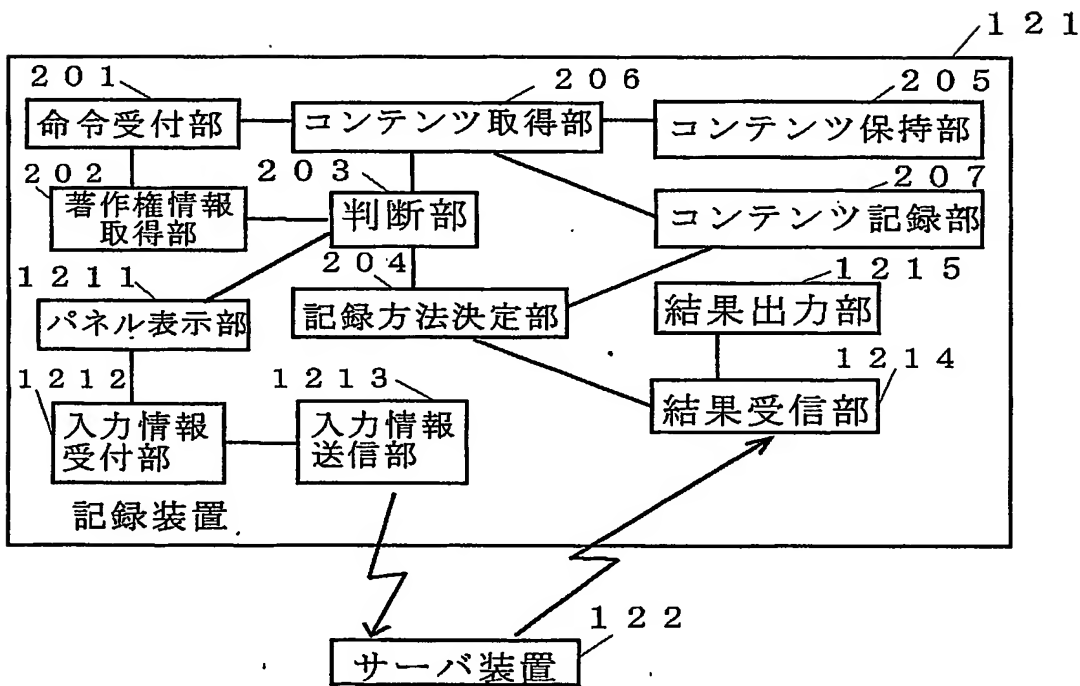 １２１
２０１
２０６
２０５
命令受付部
コンテンツ取得部
コンテンツ保持部
２０２
２０３
２０７
著作権情報
取得部
判断部
コンテンツ記録部
１２１１
２０４
１２１５
パネル表示部
記録方法決定部
結果出力部
１２１２
１２１３
１２１４
入力情報
受付部
入力情報
送信部
結果受信部
記録装置
１２２
サーバ装置